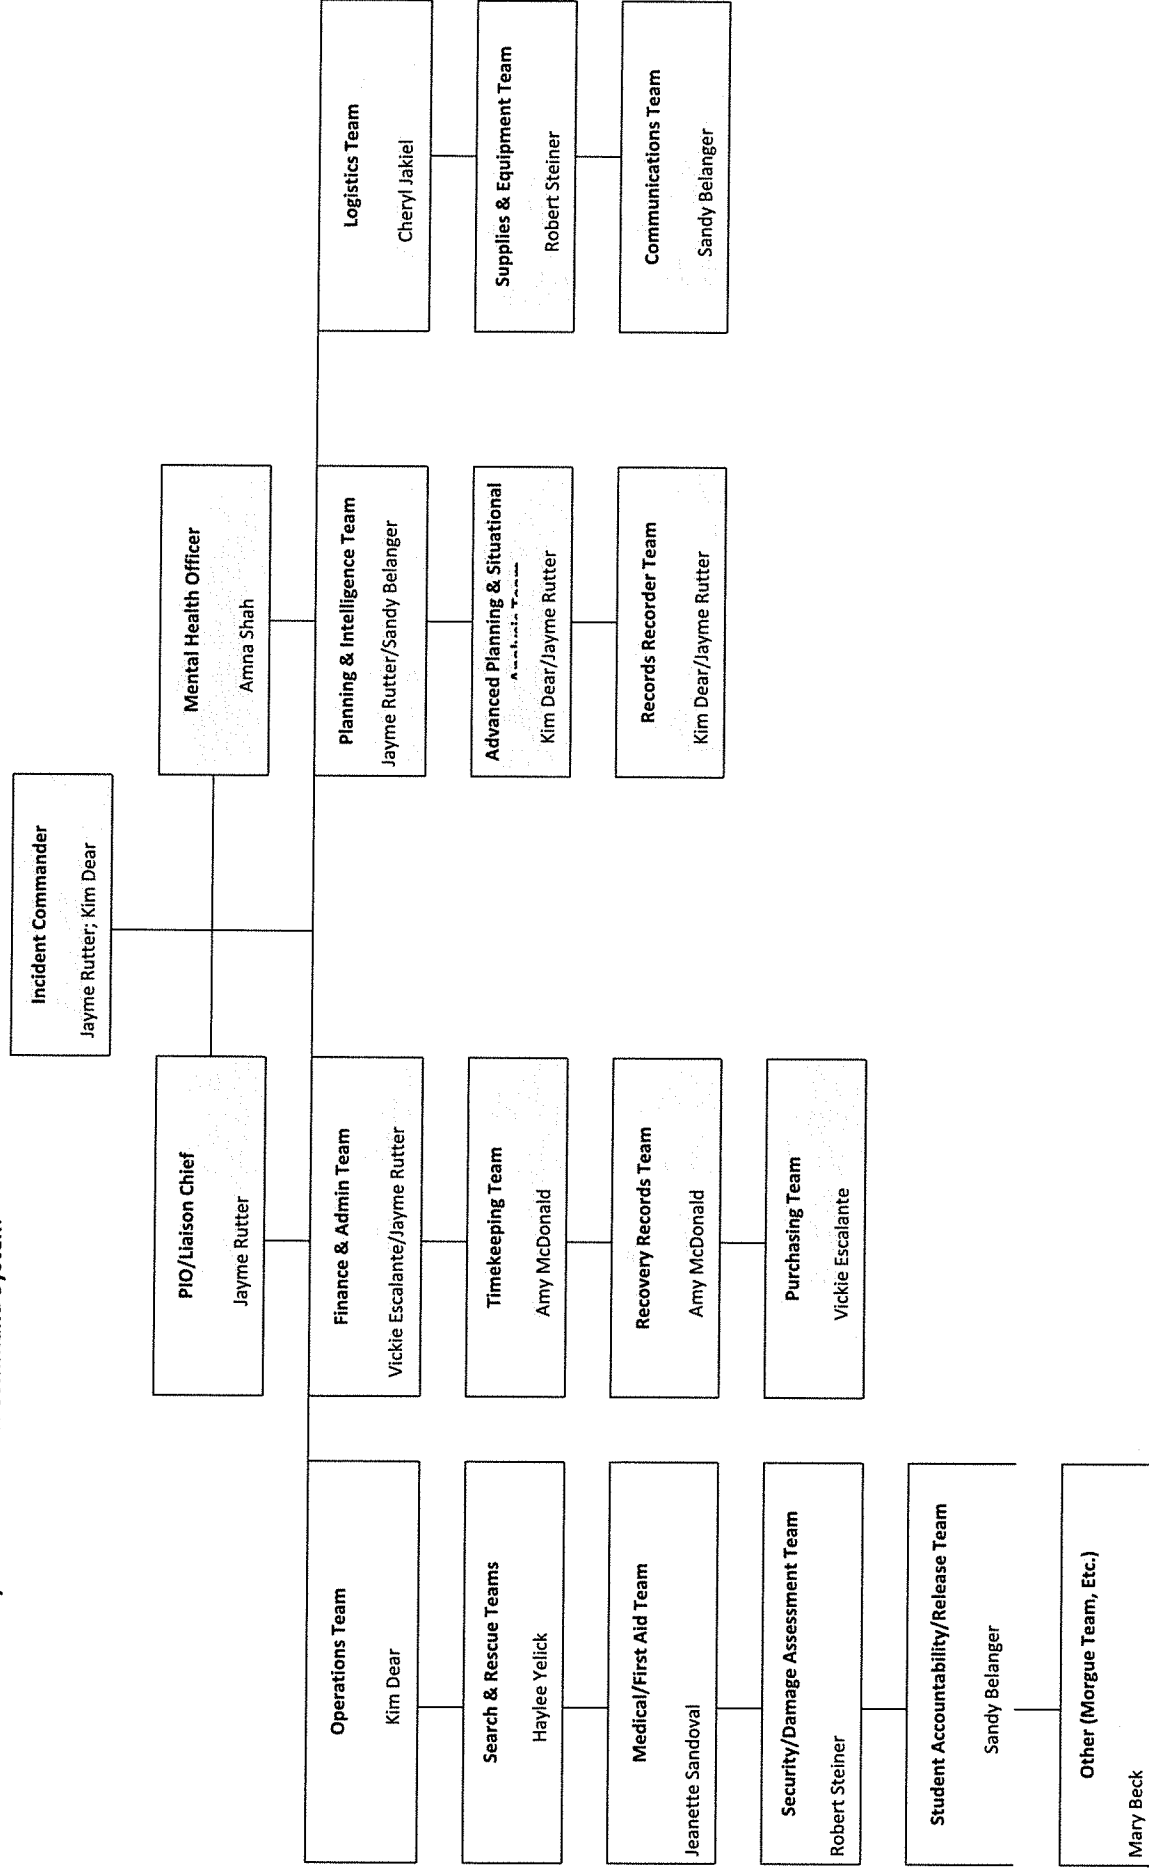 Incident Commander
Jayme Rutter; Kim Dear
PIO/Liaison Chief
Jayme Rutter
Mental Health Officer
Amna Shah
Operations Team
Kim Dear
Search & Rescue Teams
Haylee Yelick
Medical/First Aid Team
Jeanette Sandoval
Security/Damage Assessment Team
Robert Steiner
Student Accountability/Release Team
Sandy Belanger
Other (Morgue Team, Etc.)
Mary Beck
Finance & Admin Team
Vickie Escalante/Jayme Rutter
Timekeeping Team
Amy McDonald
Recovery Records Team
Amy McDonald
Purchasing Team
Vickie Escalante
Planning & Intelligence Team
Jayme Rutter/Sandy Belanger
Advanced Planning & Situational
Kim Dear/Jayme Rutter
Records Recorder Team
Kim Dear/Jayme Rutter
Logistics Team
Cheryl Jakiel
Supplies & Equipment Team
Robert Steiner
Communications Team
Sandy Belanger